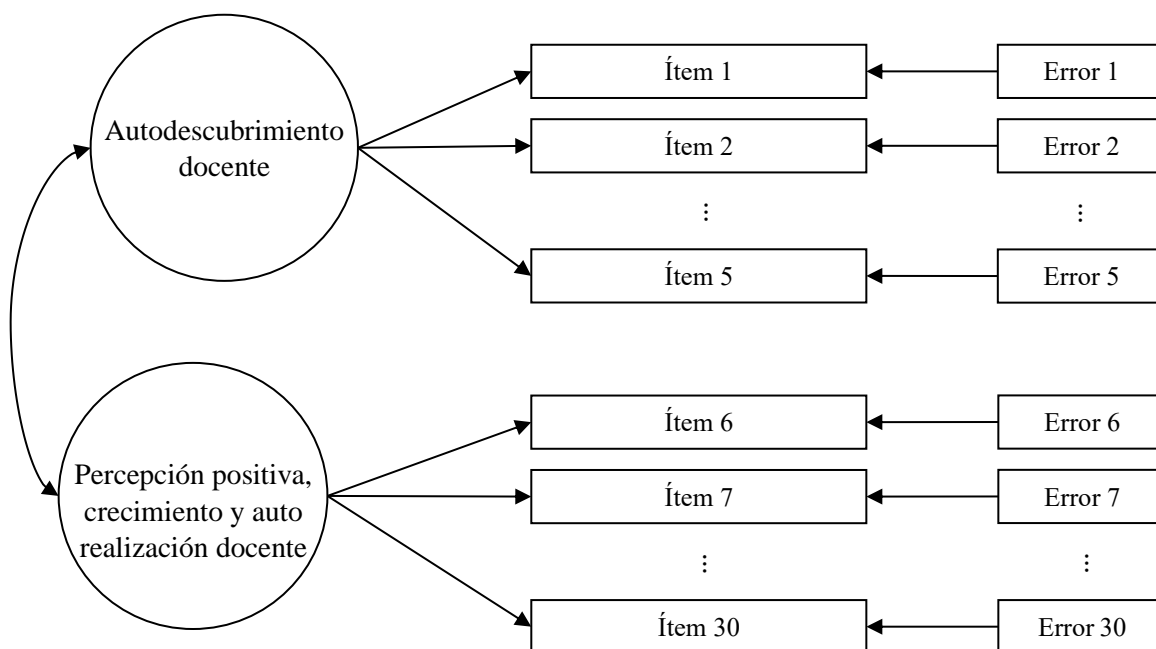 Autodescubrimiento
docente
Ítem 1
Error 1
Ítem 2
Error 2
⋮
⋮
Ítem 5
Error 5
Percepción positiva,
crecimiento y auto
realización docente
Ítem 6
Error 6
Ítem 7
Error 7
⋮
⋮
Ítem 30
Error 30